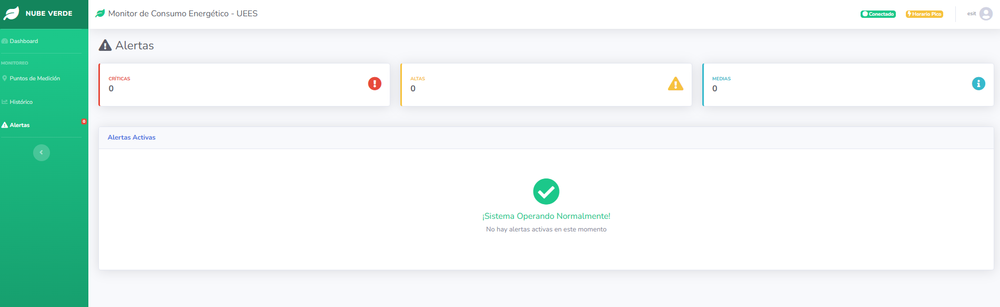 NUBE VERDE
Monitor de Consumo Energético - UEES
Conectado
Horario Pico
esit
Dashboard
MONITOREO
Puntos de Medición
Histórico
Alertas
0
Alertas
CRÍTICAS
0
ALTAS
0
MEDIAS
0
Alertas Activas
¡Sistema Operando Normalmente!
No hay alertas activas en este momento